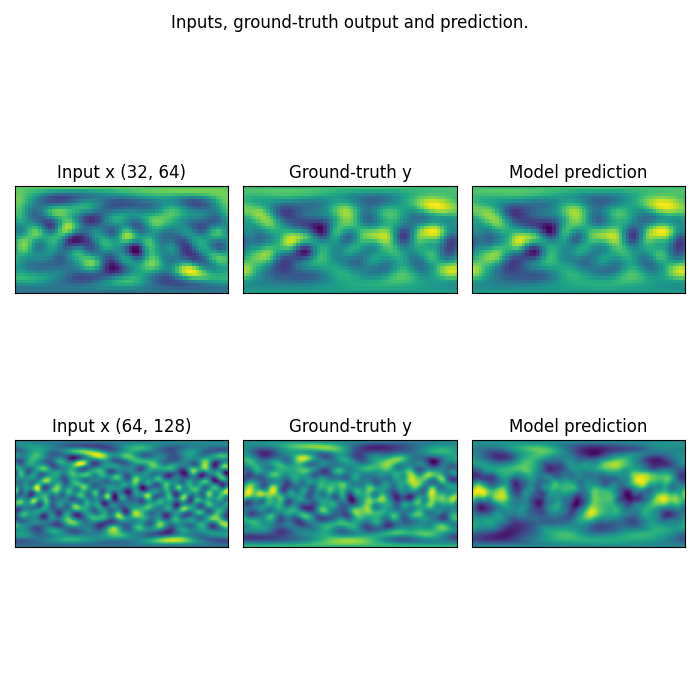 Inputs, ground-truth output and prediction.
Input x (32, 64)
Ground-truth y
Model prediction
Input x (64, 128)
Ground-truth y
Model prediction